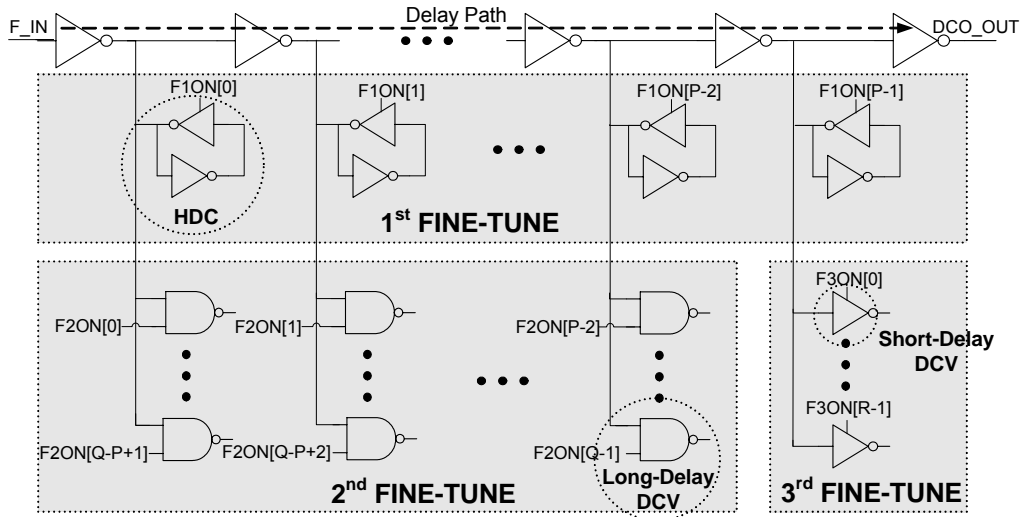 Delay Path
F_IN
DCO_OUT
F1ON[0]
F1ON[1]
F1ON[P-2]
F1ON[P-1]
HDC
1st FINE-TUNE
F2ON[0]
F2ON[1]
F2ON[P-2]
F3ON[0]
Short-Delay
DCV
F2ON[Q-P+1]
F2ON[Q-P+2]
F2ON[Q-1]
F3ON[R-1]
Long-Delay
DCV
2nd FINE-TUNE
3rd FINE-TUNE